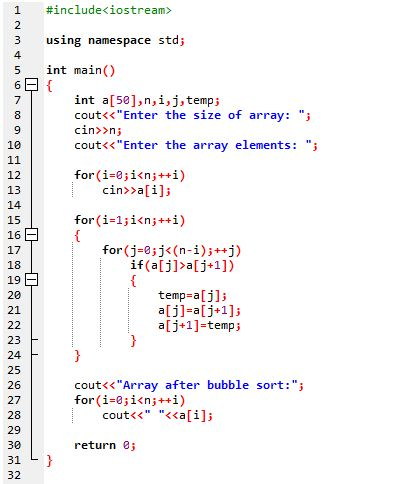 1 #include<iostream>
2
3 using namespace std;
4
5 int main()
6 {
7 int a[50],n,i,j,temp;
8 cout<<"Enter the size of array: ";
9 cin>>n;
10 cout<<"Enter the array elements: ";
11
12 for(i=0;i<n;++i)
13 cin>>a[i];
14
15 for(i=1;i<n;++i)
16 {
17 for(j=0;j<(n-i);++j)
18 if(a[j]>a[j+1])
19 {
20 temp=a[j];
21 a[j]=a[j+1];
22 a[j+1]=temp;
23 }
24 }
25
26 cout<<"Array after bubble sort:";
27 for(i=0;i<n;++i)
28 cout<<" "<<a[i];
29
30 return 0;
31 }
32